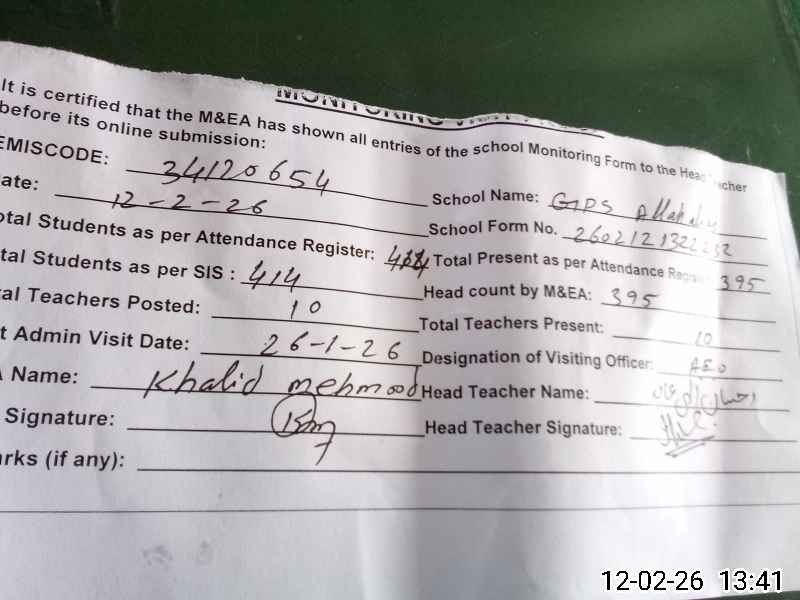 MONITORING VISIT
It is certified that the M&EA has shown all entries of the school Monitoring Form to the Head Teacher
before its online submission:
EMISCODE: 34120654 School Name: GPS Allahabad
ate: 12-2-26 School Form No.
otal Students as per Attendance Register: 414 Total Present as per Attendance Regis 395
tal Students as per SIS : 414 Head count by M&EA: 395
al Teachers Posted: 10 Total Teachers Present: 10
t Admin Visit Date: 26-1-26 Designation of Visiting Officer: AEO
A Name: Khalid mehmood Head Teacher Name:
Signature: Head Teacher Signature:
arks (if any):
12-02-26 13:41